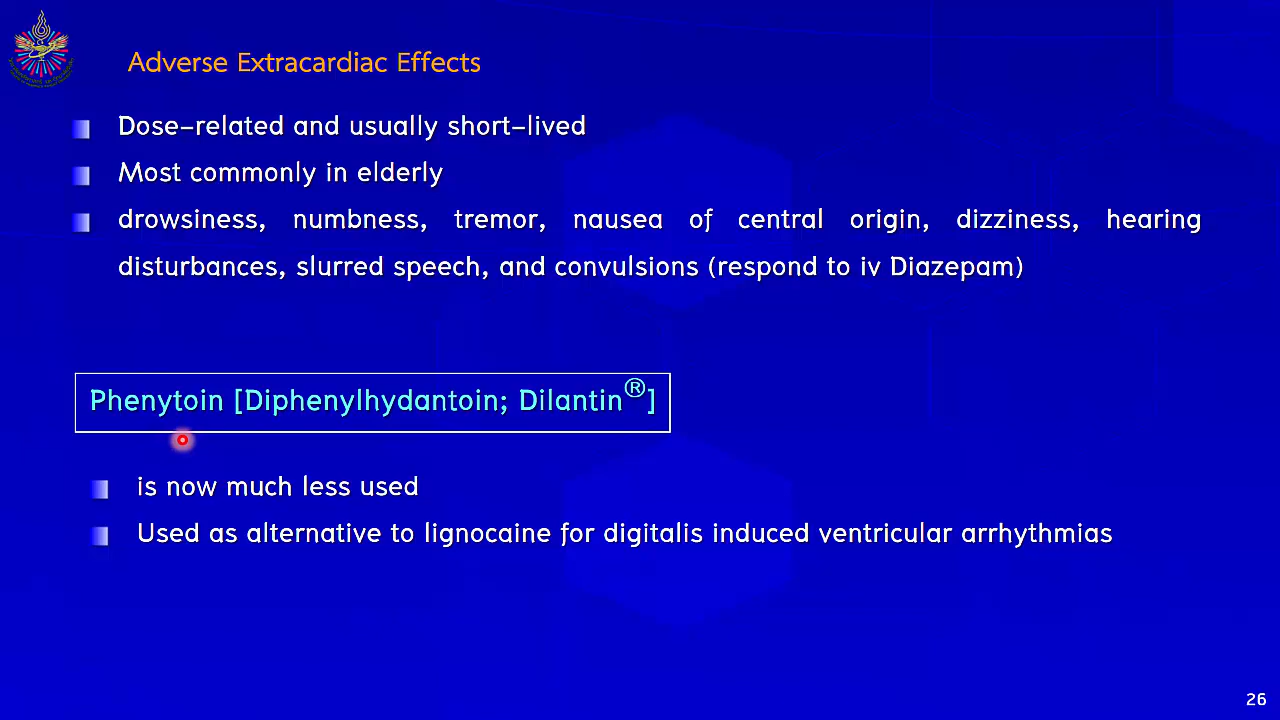 Adverse Extracardiac Effects
Dose-related and usually short-lived
Most commonly in elderly
drowsiness, numbness, tremor, nausea of central origin, dizziness, hearing
disturbances, slurred speech, and convulsions (respond to iv Diazepam)
Phenytoin [Diphenylhydantoin; Dilantin®]
is now much less used
Used as alternative to lignocaine for digitalis induced ventricular arrhythmias
26